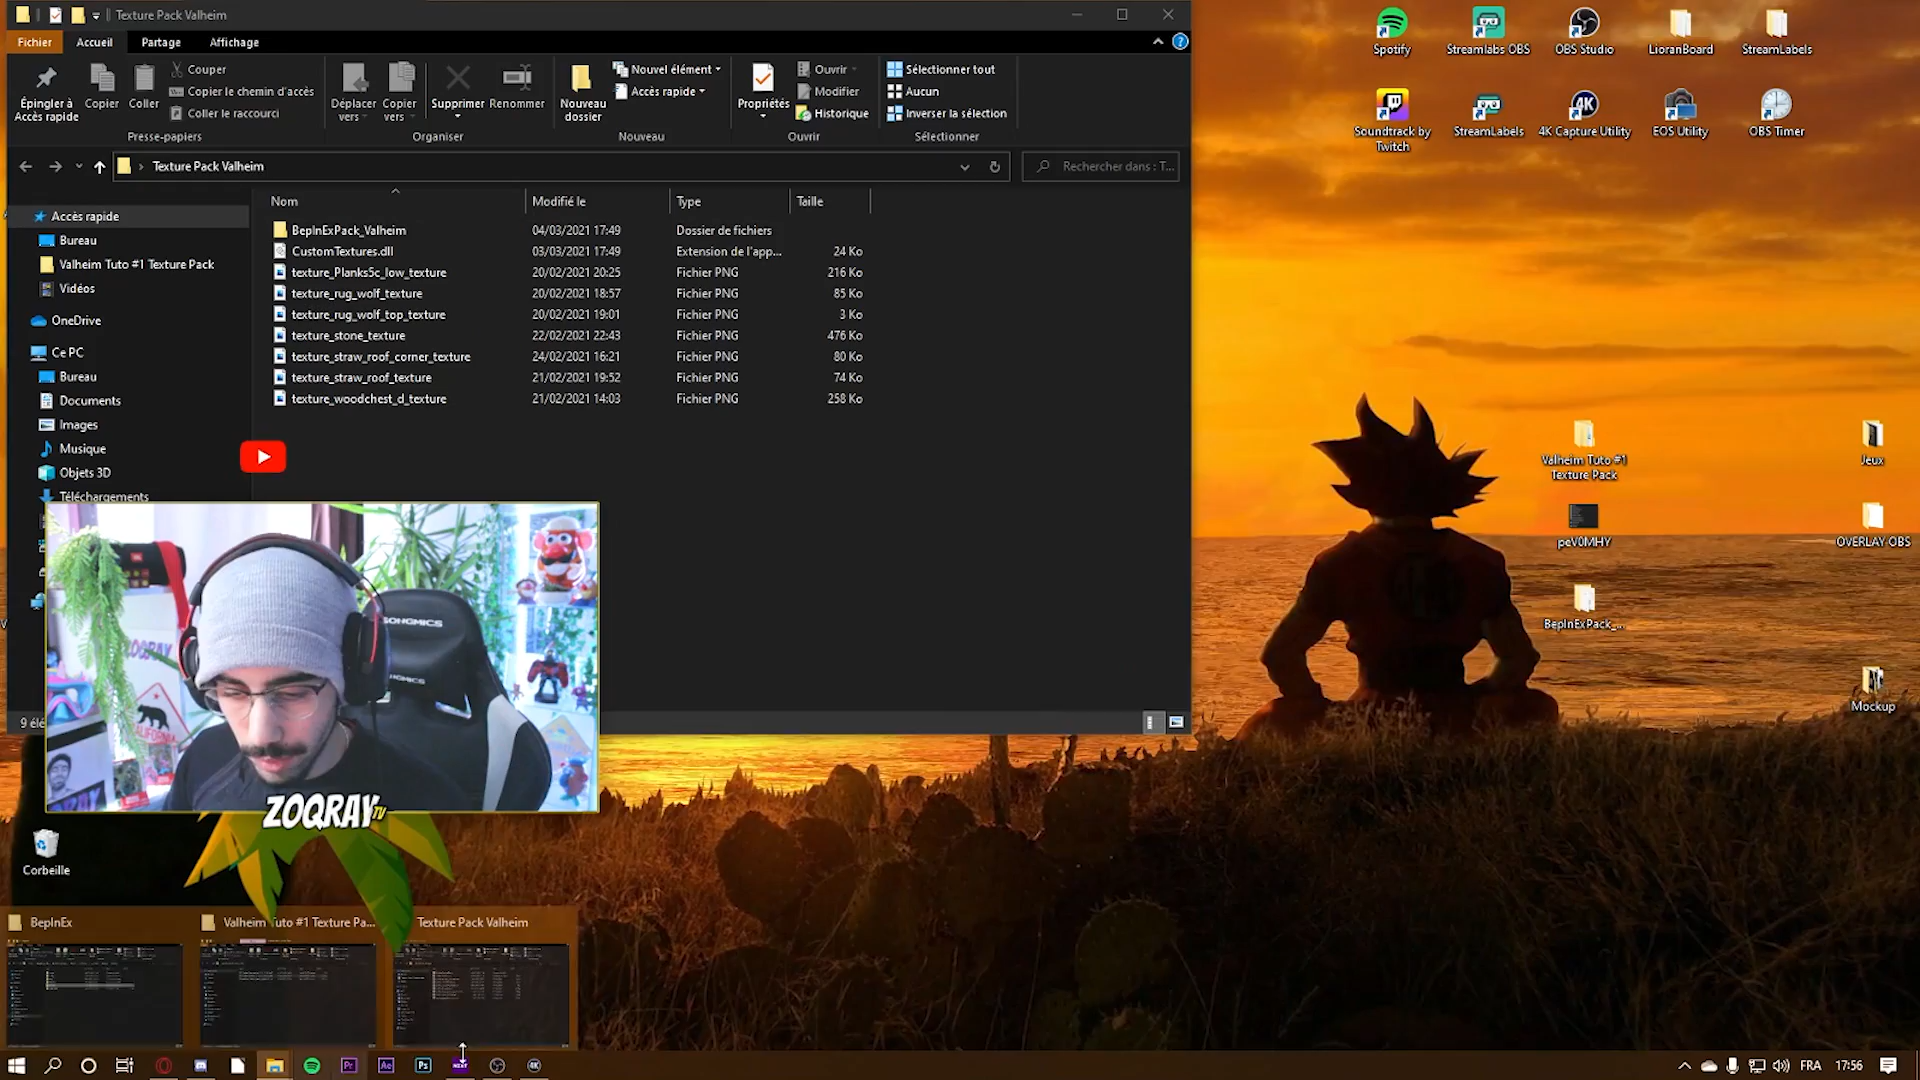 Texture Pack Valheim
Fichier Accueil Partage Affichage
Épingler à Accès rapide
Copier
Coller
Couper
Copier le chemin d'accès
Coller le raccourci
Presse-papiers
Déplacer vers
Copier vers
Supprimer
Renommer
Organiser
Nouveau dossier
Nouvel élément
Accès rapide
Nouveau
Propriétés
Ouvrir
Modifier
Historique
Ouvrir
Sélectionner tout
Aucun
Inverser la sélection
Sélectionner
Texture Pack Valheim
Rechercher dans : T...
Nom Modifié le Type Taille
BepInExPack_Valheim 04/03/2021 17:49 Dossier de fichiers
CustomTextures.dll 03/03/2021 17:49 Extension de l'app... 24 Ko
texture_Planks5c_low_texture 20/02/2021 20:25 Fichier PNG 216 Ko
texture_rug_wolf_texture 20/02/2021 18:57 Fichier PNG 85 Ko
texture_rug_wolf_top_texture 20/02/2021 19:01 Fichier PNG 3 Ko
texture_stone_texture 22/02/2021 22:43 Fichier PNG 476 Ko
texture_straw_roof_corner_texture 24/02/2021 16:21 Fichier PNG 80 Ko
texture_straw_roof_texture 21/02/2021 19:52 Fichier PNG 74 Ko
texture_woodchest_d_texture 21/02/2021 14:03 Fichier PNG 258 Ko
Accès rapide
Bureau
Valheim Tuto #1 Texture Pack
Vidéos
OneDrive
Ce PC
Bureau
Documents
Images
Musique
Objets 3D
Téléchargements
9 élé
Spotify
Streamlabs OBS
OBS Studio
LioranBoard
StreamLabels
Soundtrack by Twitch
StreamLabels
4K Capture Utility
EOS Utility
OBS Timer
Valheim Tuto #1 Texture Pack
Jeux
peV0MHY
OVERLAY OBS
BepInExPack_...
Mockup
SONGMICS
ZOQRAY
CALIFORNIA
ZOQRAY TV
Corbeille
BepInEx
Valheim Tuto #1 Texture Pa...
Texture Pack Valheim
Pr
Ae
Ps
NEXT
4K
FRA
17:56